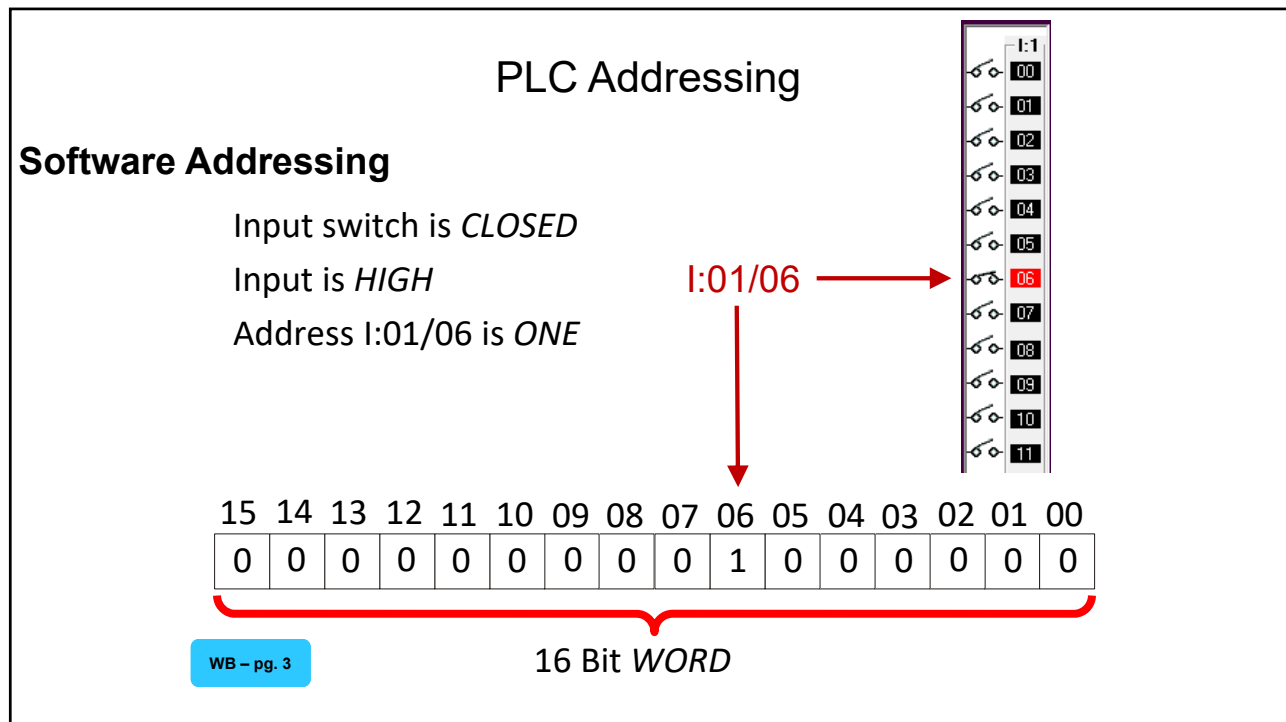 PLC Addressing
Software Addressing
Input switch is CLOSED
Input is HIGH
Address I:01/06 is ONE
I:01/06
I:1
00
01
02
03
04
05
06
07
08
09
10
11
15 14 13 12 11 10 09 08 07 06 05 04 03 02 01 00
0 0 0 0 0 0 0 0 0 1 0 0 0 0 0 0
16 Bit WORD
WB – pg. 3